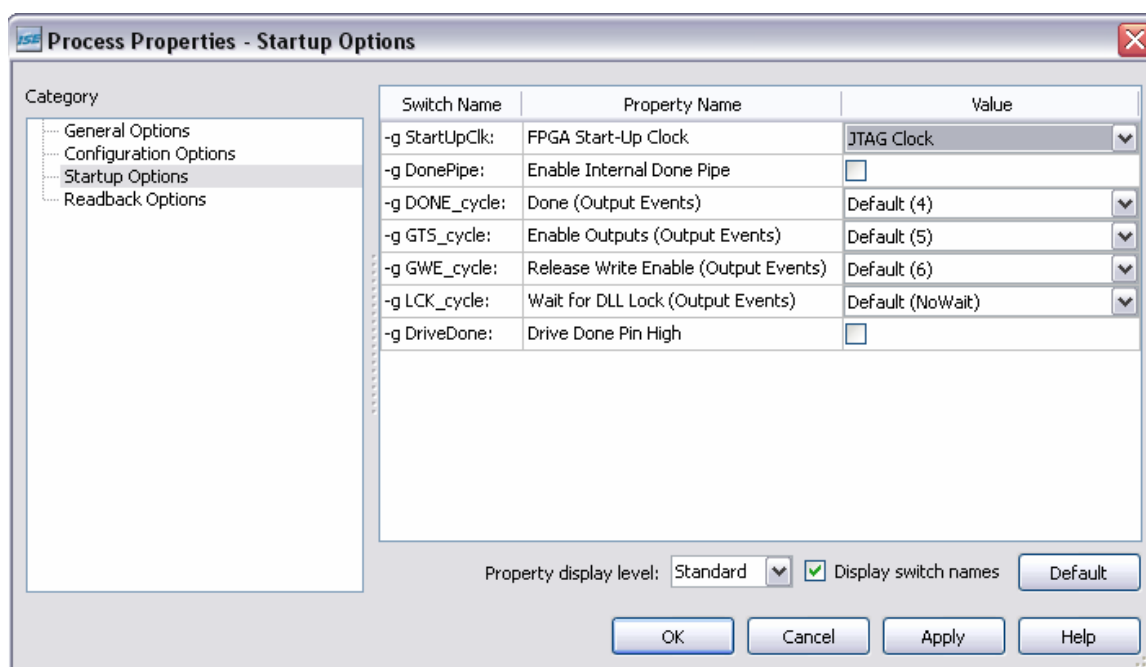 ISE Process Properties - Startup Options
Category
General Options
Configuration Options
Startup Options
Readback Options
Switch Name Property Name Value
-g StartUpClk: FPGA Start-Up Clock JTAG Clock
-g DonePipe: Enable Internal Done Pipe
-g DONE_cycle: Done (Output Events) Default (4)
-g GTS_cycle: Enable Outputs (Output Events) Default (5)
-g GWE_cycle: Release Write Enable (Output Events) Default (6)
-g LCK_cycle: Wait for DLL Lock (Output Events) Default (NoWait)
-g DriveDone: Drive Done Pin High
Property display level: Standard Display switch names Default
OK Cancel Apply Help